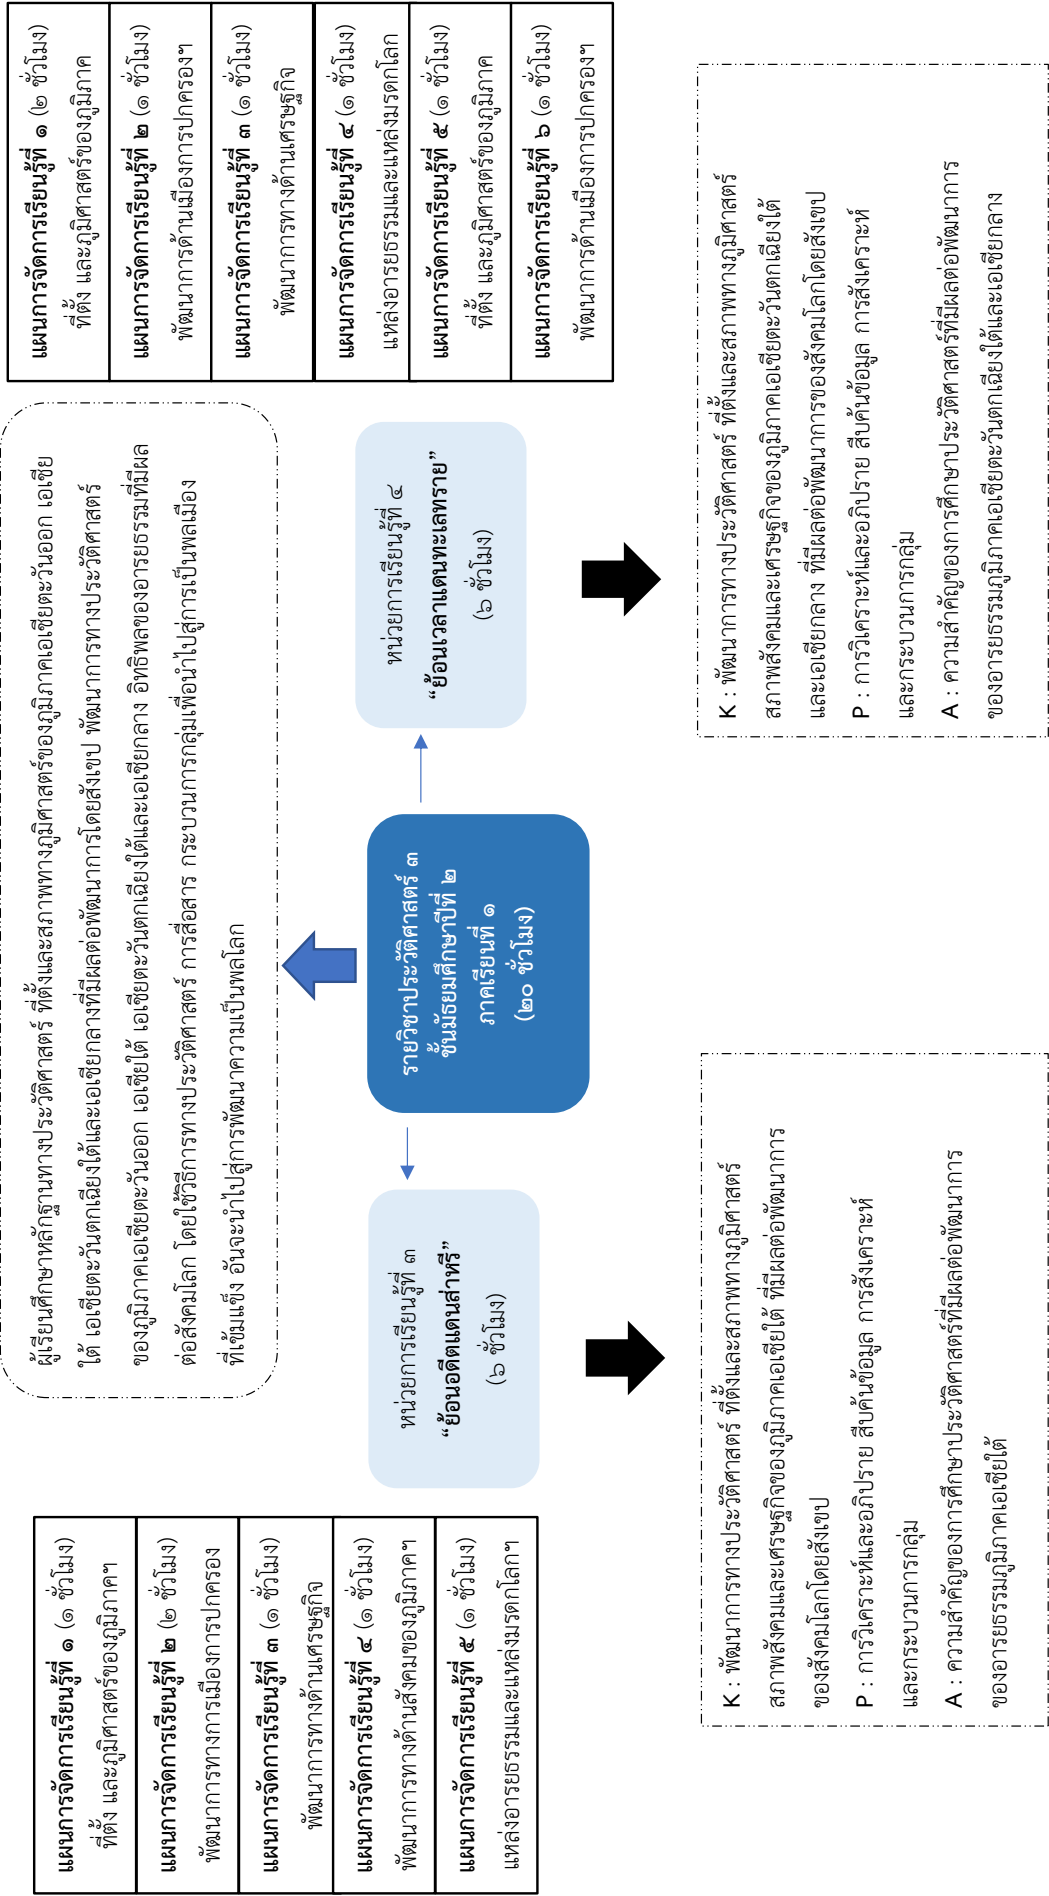 ผู้เรียนศึกษาหลักฐานทางประวัติศาสตร์ ที่ตั้งและสภาพทางภูมิศาสตร์ของภูมิภาคเอเชียตะวันออก เอเชีย
ใต้ เอเชียตะวันตกเฉียงใต้และเอเชียกลางที่มีผลต่อพัฒนาการโดยสังเขป พัฒนาการทางประวัติศาสตร์
ของภูมิภาคเอเชียตะวันออก เอเชียใต้ เอเชียตะวันตกเฉียงใต้และเอเชียกลาง อิทธิพลของอารยธรรมที่มีผล
ต่อสังคมโลก โดยใช้วิธีการทางประวัติศาสตร์ การสื่อสาร กระบวนการกลุ่มเพื่อนำไปสู่การเป็นพลเมือง
ที่เข้มแข็ง อันจะนำไปสู่การพัฒนาความเป็นพลโลก
แผนการจัดการเรียนรู้ที่ ๑ (๑ ชั่วโมง)
ที่ตั้ง และภูมิศาสตร์ของภูมิภาคฯ
แผนการจัดการเรียนรู้ที่ ๒ (๒ ชั่วโมง)
พัฒนาการทางการเมืองการปกครอง
แผนการจัดการเรียนรู้ที่ ๓ (๑ ชั่วโมง)
พัฒนาการทางด้านเศรษฐกิจ
แผนการจัดการเรียนรู้ที่ ๔ (๑ ชั่วโมง)
พัฒนาการทางด้านสังคมของภูมิภาคฯ
แผนการจัดการเรียนรู้ที่ ๕ (๑ ชั่วโมง)
แหล่งอารยธรรมและแหล่งมรดกโลกฯ
หน่วยการเรียนรู้ที่ ๓
“ย้อนอดีตแดนส่าหรี”
(๖ ชั่วโมง)
รายวิชาประวัติศาสตร์ ๓
ชั้นมัธยมศึกษาปีที่ ๒
ภาคเรียนที่ ๑
(๒๐ ชั่วโมง)
หน่วยการเรียนรู้ที่ ๔
“ย้อนเวลาแดนทะเลทราย”
(๖ ชั่วโมง)
แผนการจัดการเรียนรู้ที่ ๑ (๒ ชั่วโมง)
ที่ตั้ง และภูมิศาสตร์ของภูมิภาค
แผนการจัดการเรียนรู้ที่ ๒ (๑ ชั่วโมง)
พัฒนาการด้านเมืองการปกครองฯ
แผนการจัดการเรียนรู้ที่ ๓ (๑ ชั่วโมง)
พัฒนาการทางด้านเศรษฐกิจ
แผนการจัดการเรียนรู้ที่ ๔ (๑ ชั่วโมง)
แหล่งอารยธรรมและแหล่งมรดกโลก
แผนการจัดการเรียนรู้ที่ ๕ (๑ ชั่วโมง)
ที่ตั้ง และภูมิศาสตร์ของภูมิภาค
แผนการจัดการเรียนรู้ที่ ๖ (๑ ชั่วโมง)
พัฒนาการด้านเมืองการปกครองฯ
K : พัฒนาการทางประวัติศาสตร์ ที่ตั้งและสภาพทางภูมิศาสตร์
สภาพสังคมและเศรษฐกิจของภูมิภาคเอเชียใต้ ที่มีผลต่อพัฒนาการ
ของสังคมโลกโดยสังเขป
P : การวิเคราะห์และอภิปราย สืบค้นข้อมูล การสังเคราะห์
และกระบวนการกลุ่ม
A : ความสำคัญของการศึกษาประวัติศาสตร์ที่มีผลต่อพัฒนาการ
ของอารยธรรมภูมิภาคเอเชียใต้
K : พัฒนาการทางประวัติศาสตร์ ที่ตั้งและสภาพทางภูมิศาสตร์
สภาพสังคมและเศรษฐกิจของภูมิภาคเอเชียตะวันตกเฉียงใต้
และเอเชียกลาง ที่มีผลต่อพัฒนาการของสังคมโลกโดยสังเขป
P : การวิเคราะห์และอภิปราย สืบค้นข้อมูล การสังเคราะห์
และกระบวนการกลุ่ม
A : ความสำคัญของการศึกษาประวัติศาสตร์ที่มีผลต่อพัฒนาการ
ของอารยธรรมภูมิภาคเอเชียตะวันตกเฉียงใต้และเอเชียกลาง